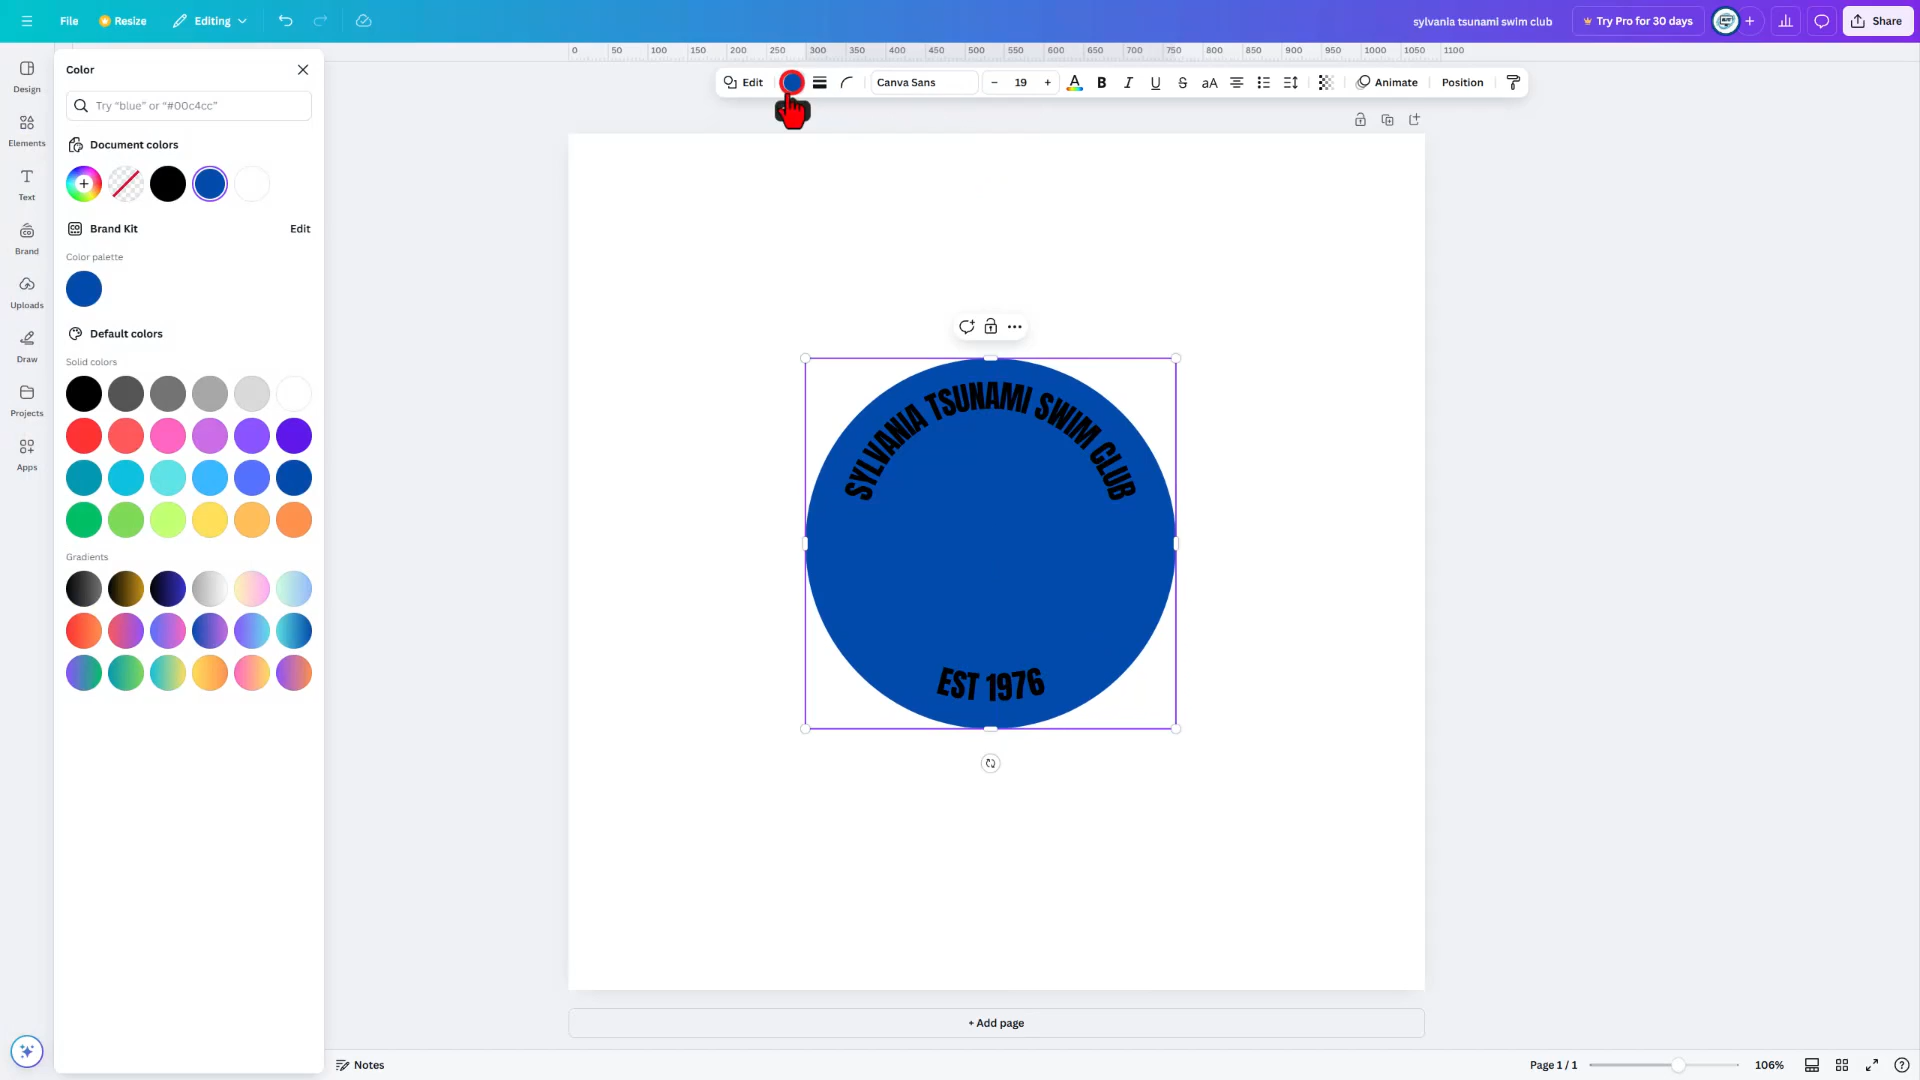 File
Resize
Editing
sylvania tsunami swim club
Try Pro for 30 days
Share
0 50 100 150 200 250 300 350 400 450 500 550 600 650 700 750 800 850 900 950 1000 1050 1100
Edit
Canva Sans
– 19 +
A B I U S aA
Animate
Position
Design
Elements
Text
Brand
Uploads
Draw
Projects
Apps
Color
Try "blue" or "#00c4cc"
Document colors
Brand Kit
Edit
Color palette
Default colors
Solid colors
Gradients
SYLVANIA TSUNAMI SWIM CLUB
EST 1976
+ Add page
Notes
Page 1 / 1
106%